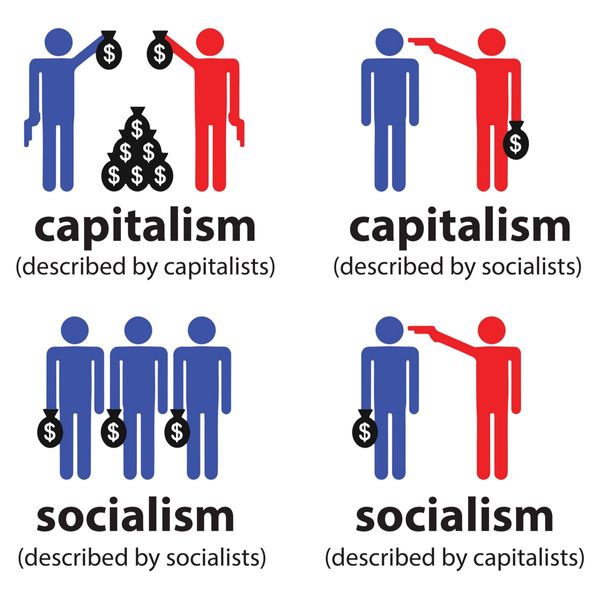 $ $
$
$ $
$ $ $
capitalism
(described by capitalists)
$
capitalism
(described by socialists)
$ $ $
socialism
(described by socialists)
$
socialism
(described by capitalists)